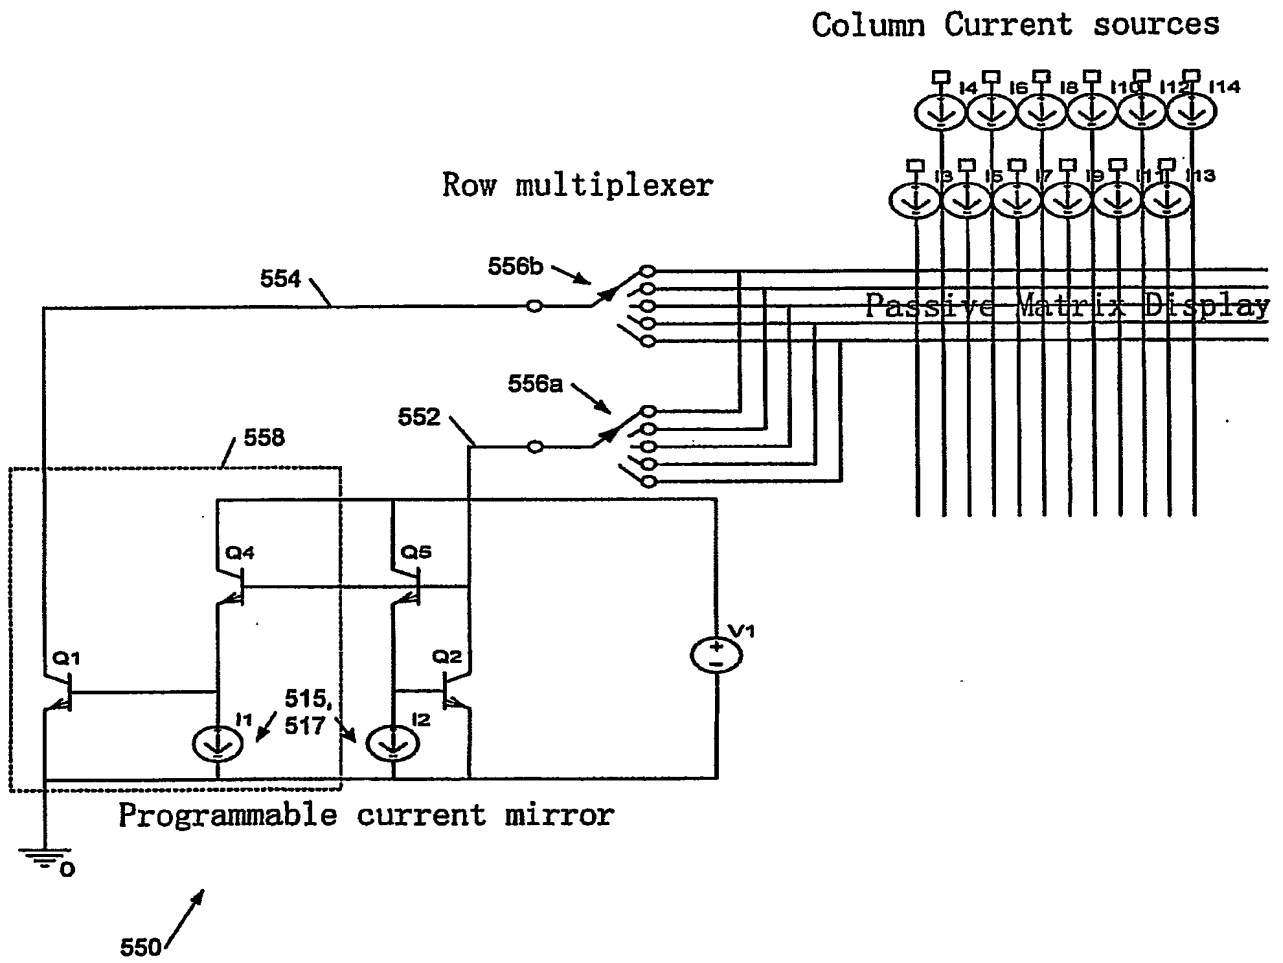 Column Current sources
I4 I6 I8 I10 I12 I14
I3 I5 I7 I9 I11 I13
Row multiplexer
554
556b
Passive Matrix Display
556a
552
558
Q4
Q5
Q1
Q2
V1
+
−
515,
517
I1
I2
Programmable current mirror
0
550